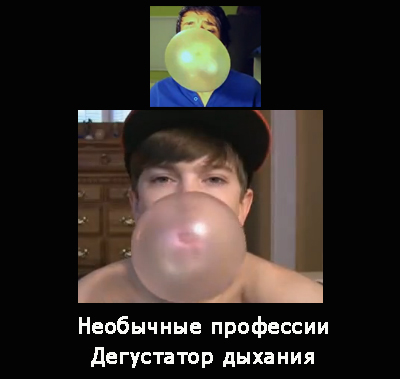 Необычные профессии
Дегустатор дыхания